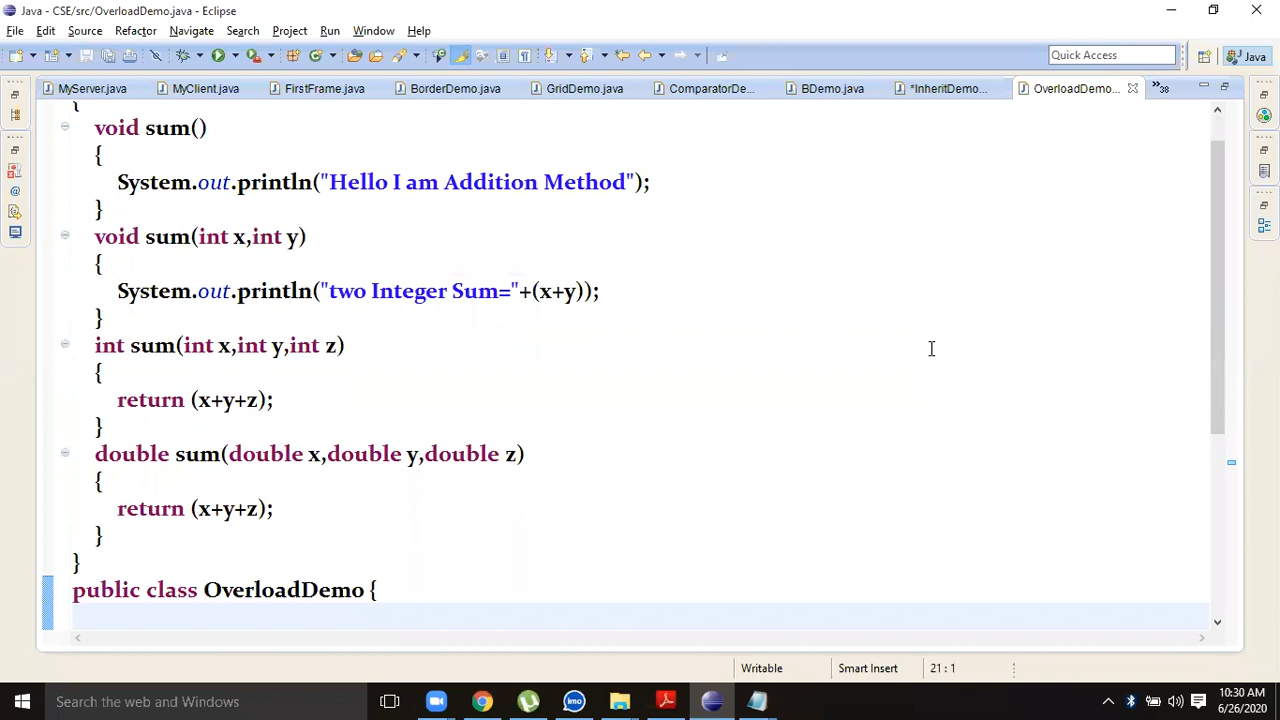 Java - CSE/src/OverloadDemo.java - Eclipse
File Edit Source Refactor Navigate Search Project Run Window Help
Quick Access Java
MyServer.java MyClient.java FirstFrame.java BorderDemo.java GridDemo.java ComparatorDe... BDemo.java *InheritDemo... OverloadDemo... »38
{
void sum()
{
System.out.println("Hello I am Addition Method");
}
void sum(int x,int y)
{
System.out.println("two Integer Sum="+(x+y));
}
int sum(int x,int y,int z)
{
return (x+y+z);
}
double sum(double x,double y,double z)
{
return (x+y+z);
}
}
public class OverloadDemo {
Writable Smart Insert 21 : 1
Search the web and Windows
imo
10:30 AM
6/26/2020